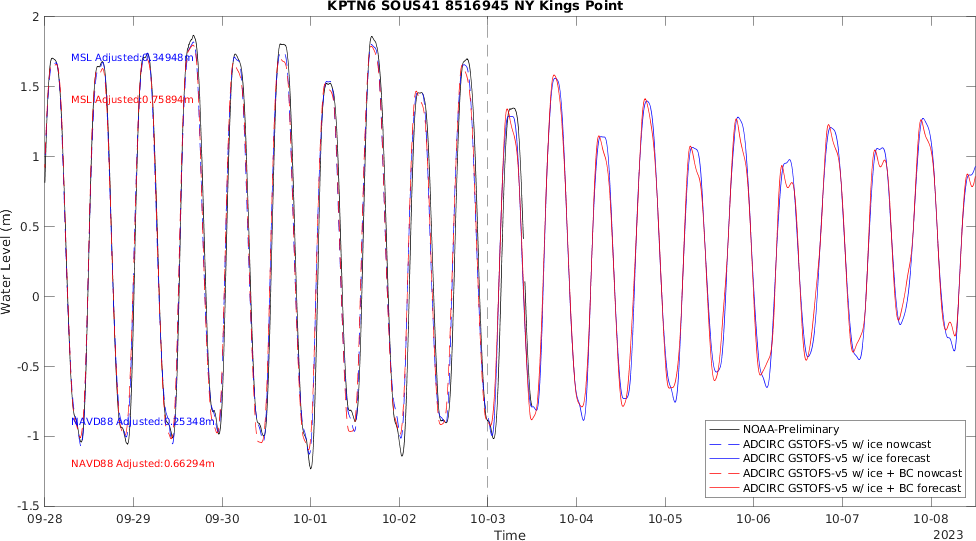 KPTN6 SOUS41 8516945 NY Kings Point
2
1.5
1
0.5
0
-0.5
-1
-1.5
Water Level (m)
MSL Adjusted:0.34948m
MSL Adjusted:0.75894m
NAVD88 Adjusted:0.25348m
NAVD88 Adjusted:0.66294m
NOAA-Preliminary
ADCIRC GSTOFS-v5 w/ ice nowcast
ADCIRC GSTOFS-v5 w/ ice forecast
ADCIRC GSTOFS-v5 w/ ice + BC nowcast
ADCIRC GSTOFS-v5 w/ ice + BC forecast
09-28 09-29 09-30 10-01 10-02 10-03 10-04 10-05 10-06 10-07 10-08
Time
2023